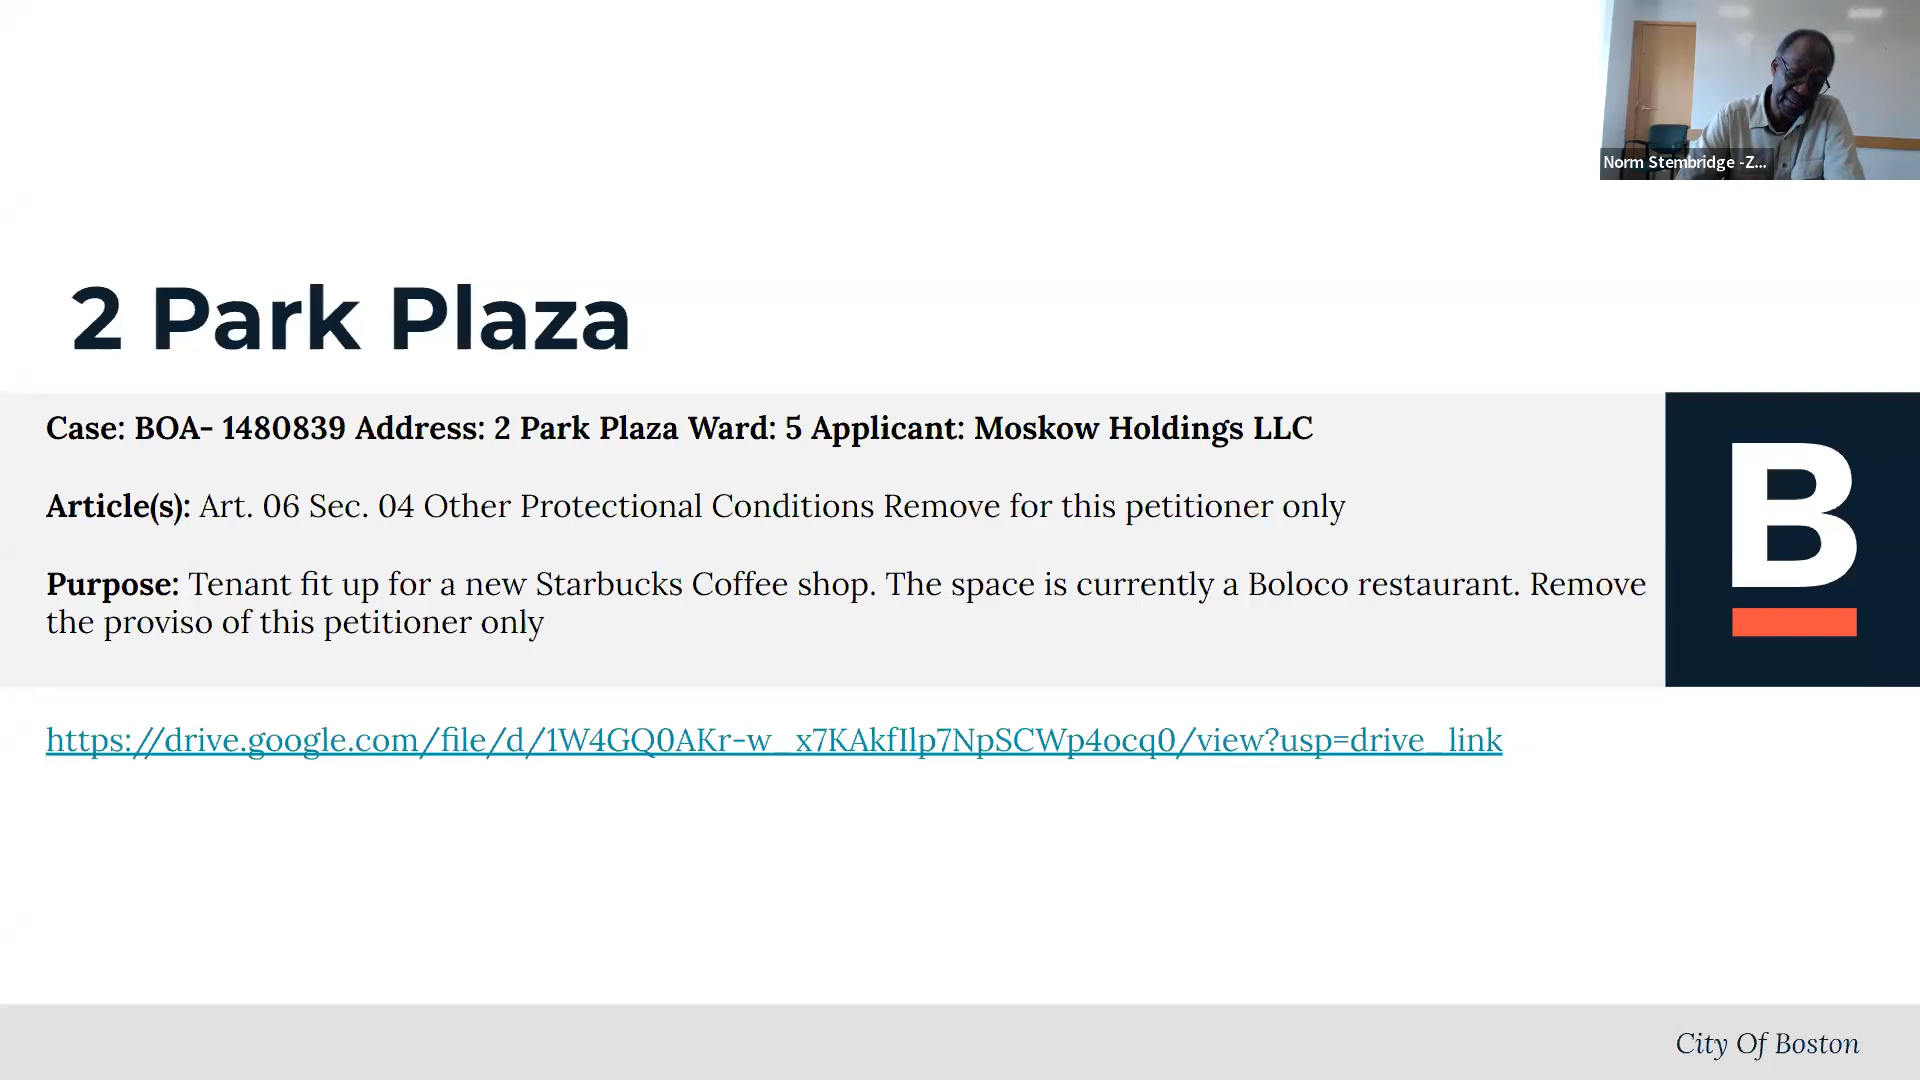 Norm Stembridge -Z...
2 Park Plaza
Case: BOA- 1480839 Address: 2 Park Plaza Ward: 5 Applicant: Moskow Holdings LLC
Article(s): Art. 06 Sec. 04 Other Protectional Conditions Remove for this petitioner only
Purpose: Tenant fit up for a new Starbucks Coffee shop. The space is currently a Boloco restaurant. Remove
the proviso of this petitioner only
B
https://drive.google.com/file/d/1W4GQ0AKr-w_x7KAkfIlp7NpSCWp4ocq0/view?usp=drive_link
City Of Boston